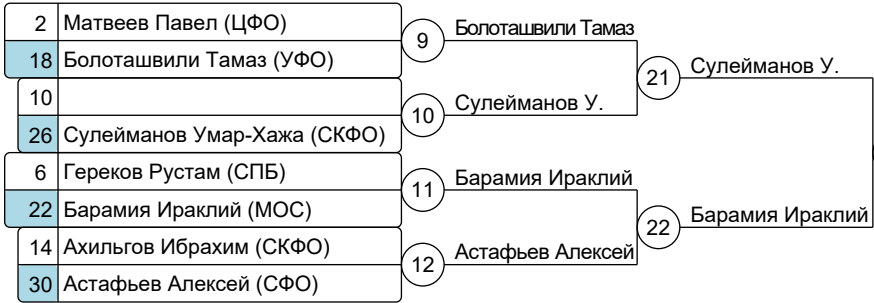 2 Матвеев Павел (ЦФО)
18 Болоташвили Тамаз (УФО)
9 Болоташвили Тамаз
10
26 Сулейманов Умар-Хажа (СКФО)
10 Сулейманов У.
21 Сулейманов У.
6 Гереков Рустам (СПБ)
22 Барамия Ираклий (МОС)
11 Барамия Ираклий
14 Ахильгов Ибрахим (СКФО)
30 Астафьев Алексей (СФО)
12 Астафьев Алексей
22 Барамия Ираклий